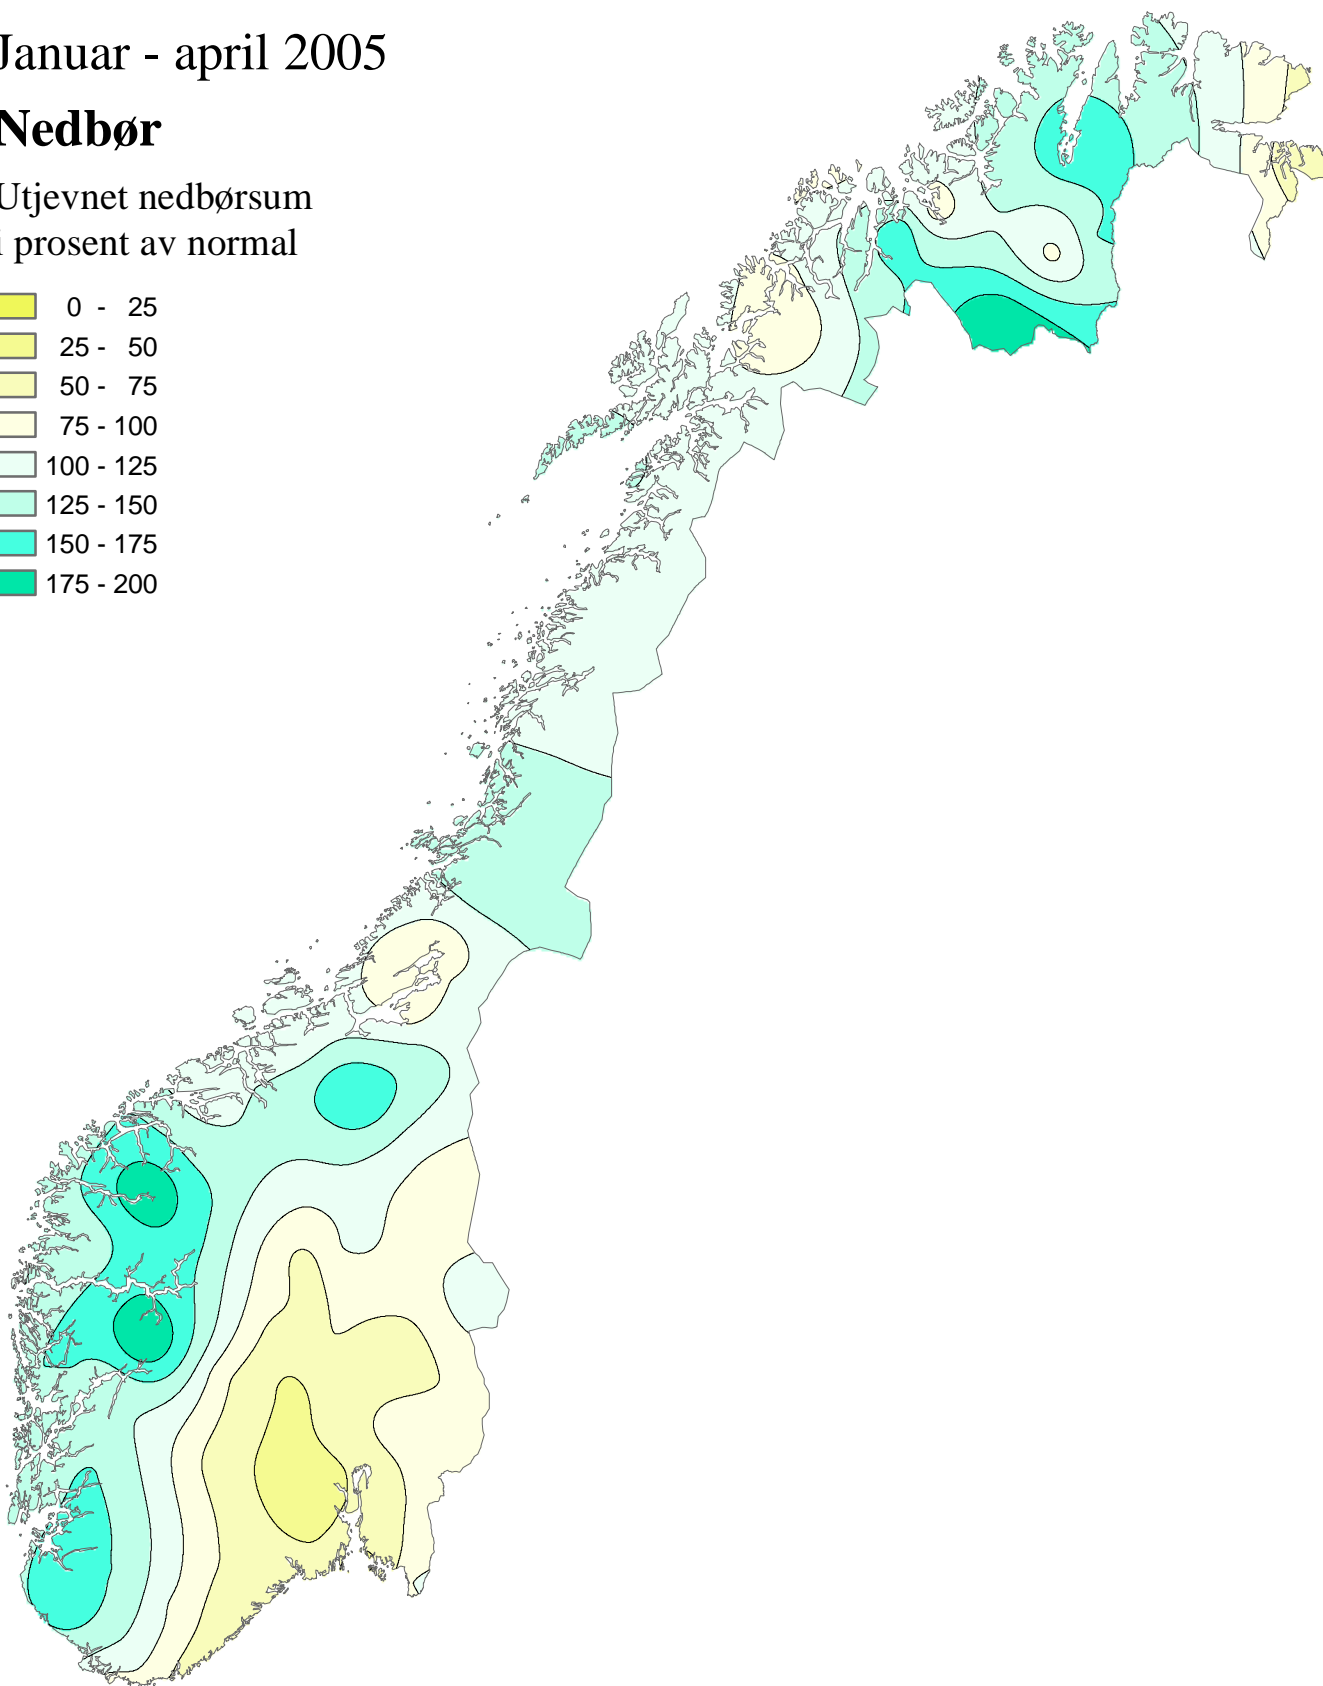 Januar - april 2005
Nedbør
Utjevnet nedbørsum
i prosent av normal
0 - 25
25 - 50
50 - 75
75 - 100
100 - 125
125 - 150
150 - 175
175 - 200